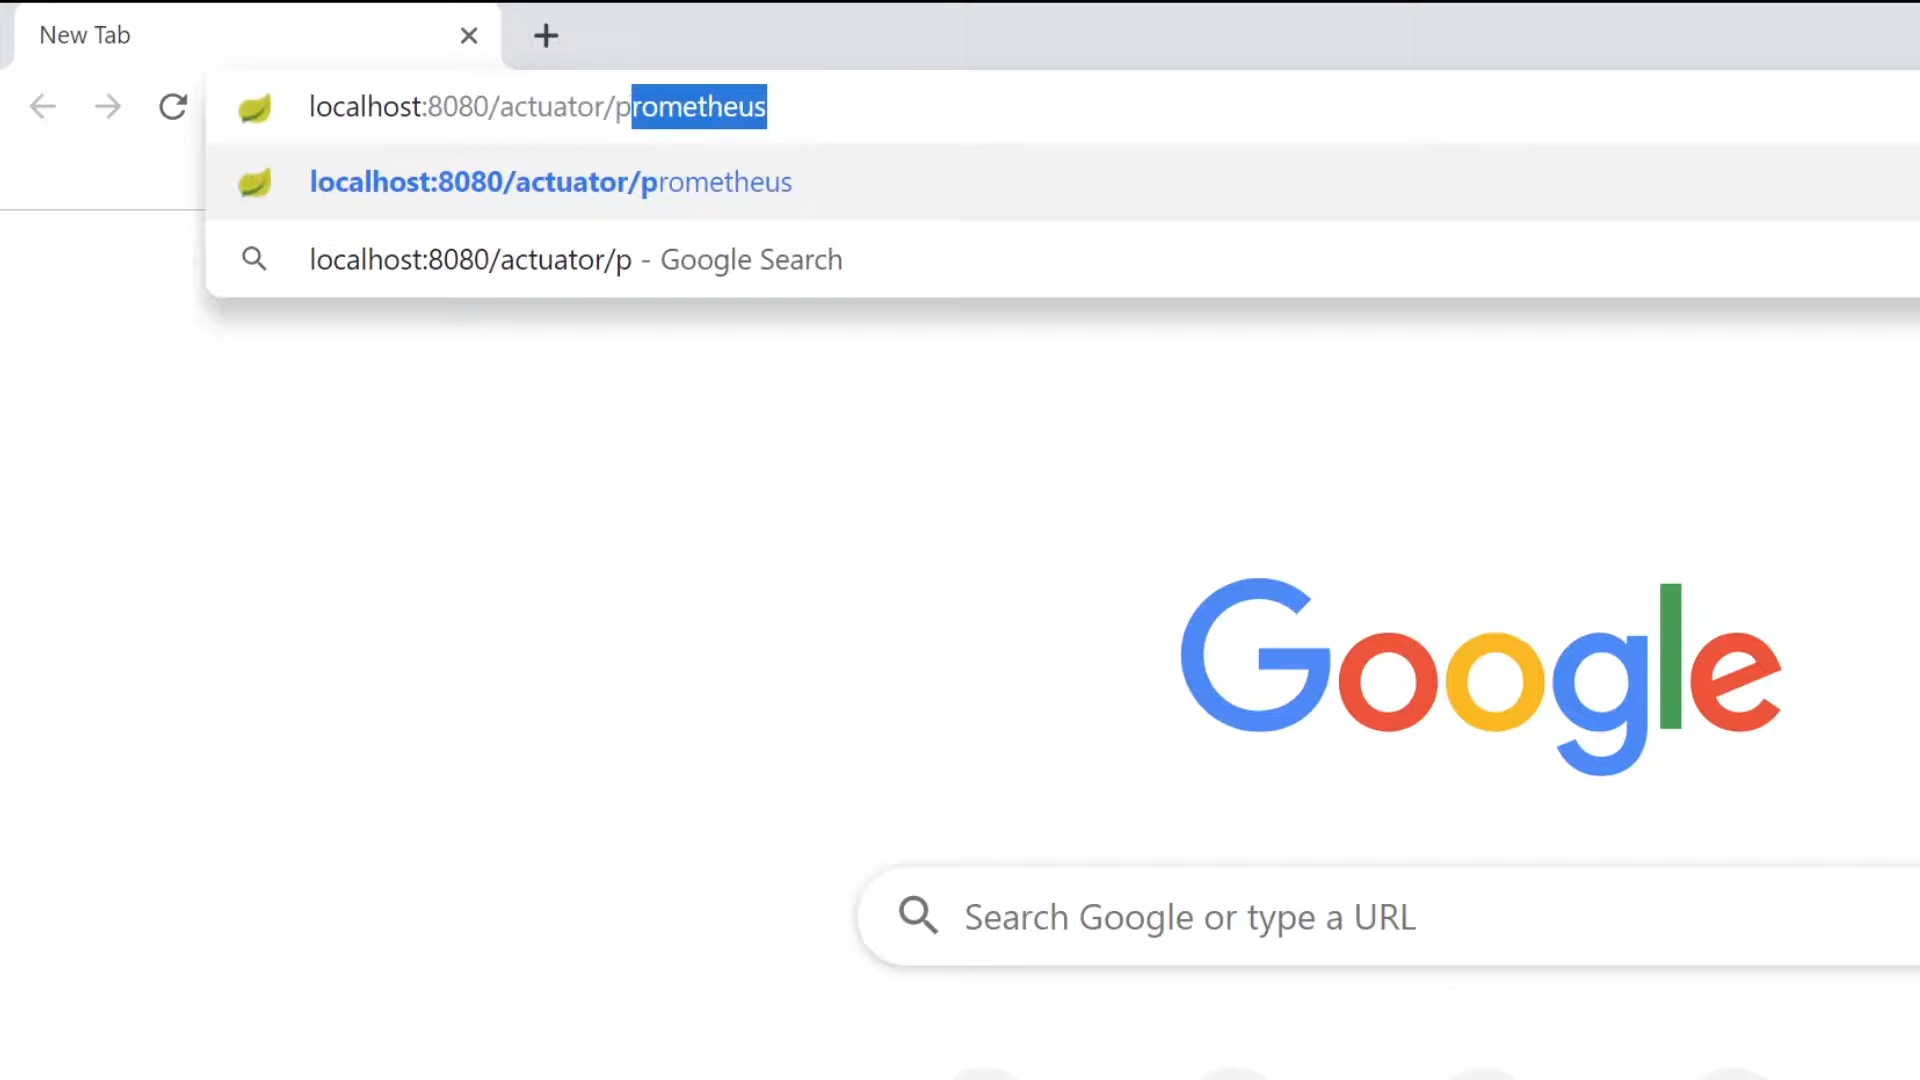 New Tab
localhost:8080/actuator/prometheus
localhost:8080/actuator/prometheus
localhost:8080/actuator/p - Google Search
Google
Search Google or type a URL